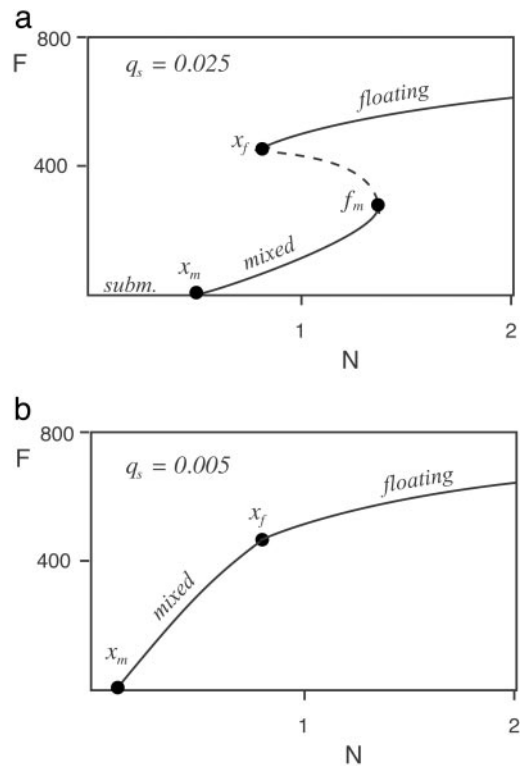 a
800
F
q_s = 0.025
floating
x_f
400
f_m
mixed
x_m
subm.
1
2
N
b
800
F
q_s = 0.005
floating
x_f
400
mixed
x_m
1
2
N